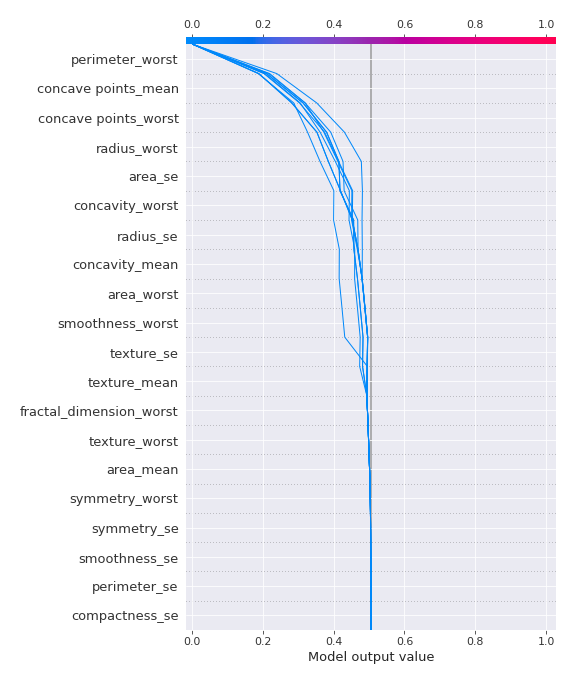 0.0 0.2 0.4 0.6 0.8 1.0
perimeter_worst
concave points_mean
concave points_worst
radius_worst
area_se
concavity_worst
radius_se
concavity_mean
area_worst
smoothness_worst
texture_se
texture_mean
fractal_dimension_worst
texture_worst
area_mean
symmetry_worst
symmetry_se
smoothness_se
perimeter_se
compactness_se
0.0 0.2 0.4 0.6 0.8 1.0
Model output value